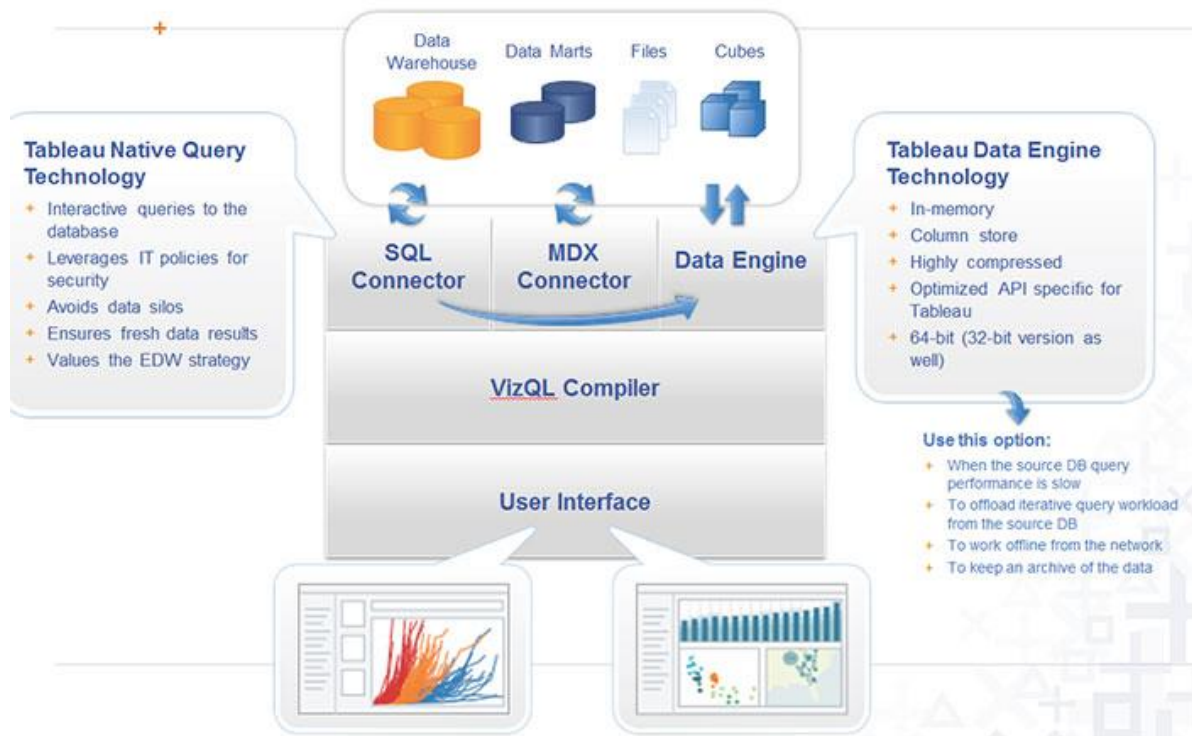 Data
Warehouse
Data Marts
Files
Cubes
Tableau Native Query
Technology
+ Interactive queries to the
database
+ Leverages IT policies for
security
+ Avoids data silos
+ Ensures fresh data results
+ Values the EDW strategy
SQL
Connector
MDX
Connector
Data Engine
VizQL Compiler
User Interface
Tableau Data Engine
Technology
+ In-memory
+ Column store
+ Highly compressed
+ Optimized API specific for
Tableau
+ 64-bit (32-bit version as
well)
Use this option:
+ When the source DB query
performance is slow
+ To offload iterative query workload
from the source DB
+ To work offline from the network
+ To keep an archive of the data